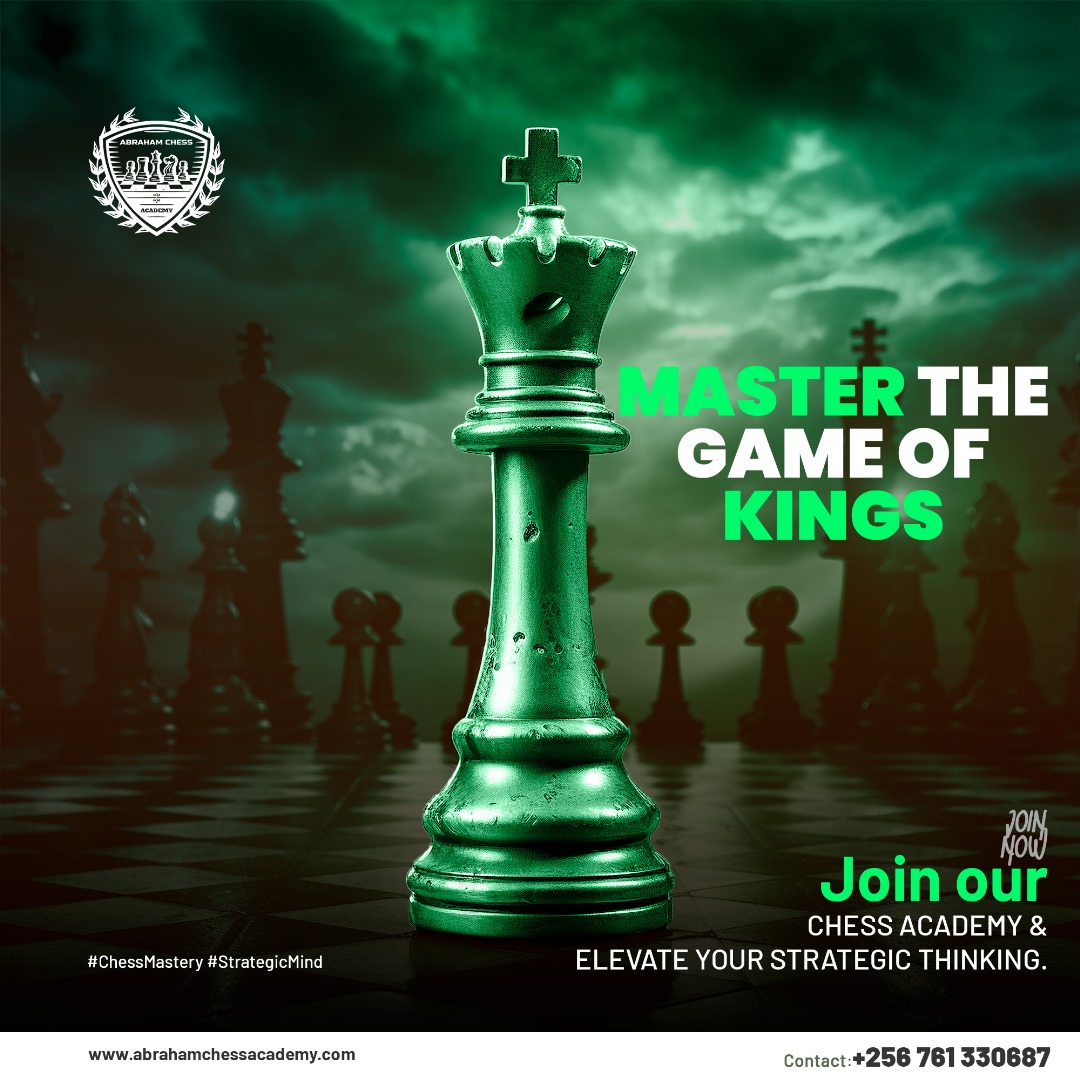 ABRAHAM CHESS
ACADEMY
MASTER THE
GAME OF
KINGS
JOIN
NOW
Join our
CHESS ACADEMY &
ELEVATE YOUR STRATEGIC THINKING.
#ChessMastery #StrategicMind
www.abrahamchessacademy.com
Contact:+256 761 330687